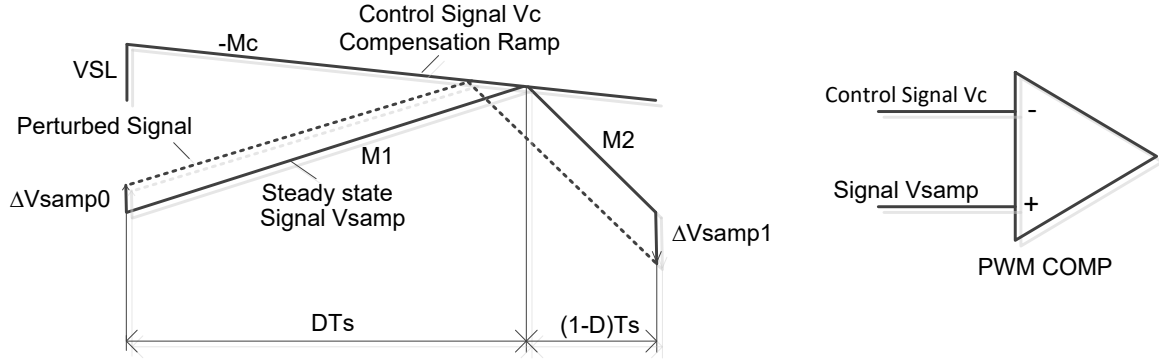 Control Signal Vc
Compensation Ramp
-Mc
VSL
Perturbed Signal
M1
M2
Steady state
Signal Vsamp
ΔVsamp0
ΔVsamp1
DTs
(1-D)Ts
Control Signal Vc
-
Signal Vsamp
+
PWM COMP